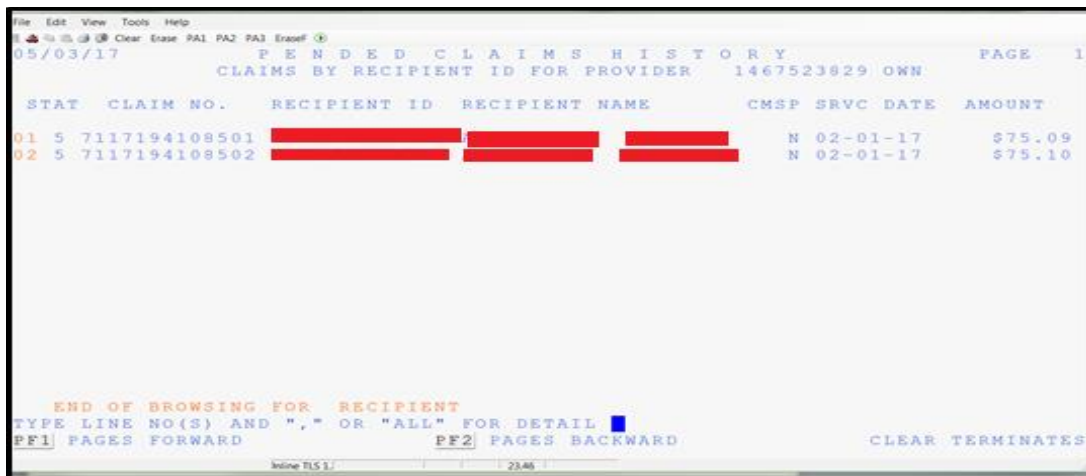 File Edit View Tools Help
Clear Erase PA1 PA2 PA3 EraseF
05/03/17 P E N D E D C L A I M S H I S T O R Y PAGE 1
CLAIMS BY RECIPIENT ID FOR PROVIDER 1467523829 OWN
STAT CLAIM NO. RECIPIENT ID RECIPIENT NAME CMSP SRVC DATE AMOUNT
01 5 7117194108501 N 02-01-17 $75.09
02 5 7117194108502 N 02-01-17 $75.10
END OF BROWSING FOR RECIPIENT
TYPE LINE NO(S) AND "," OR "ALL" FOR DETAIL
PF1 PAGES FORWARD PF2 PAGES BACKWARD CLEAR TERMINATES
Inline TLS 1. 23,46